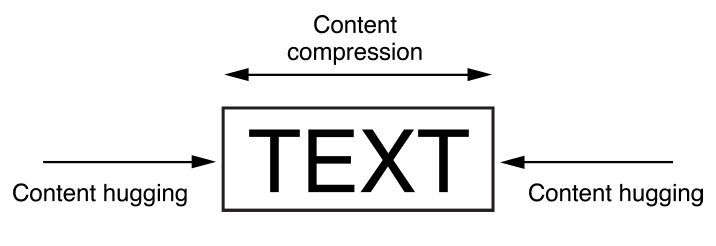 Content
compression
TEXT
Content hugging
Content hugging